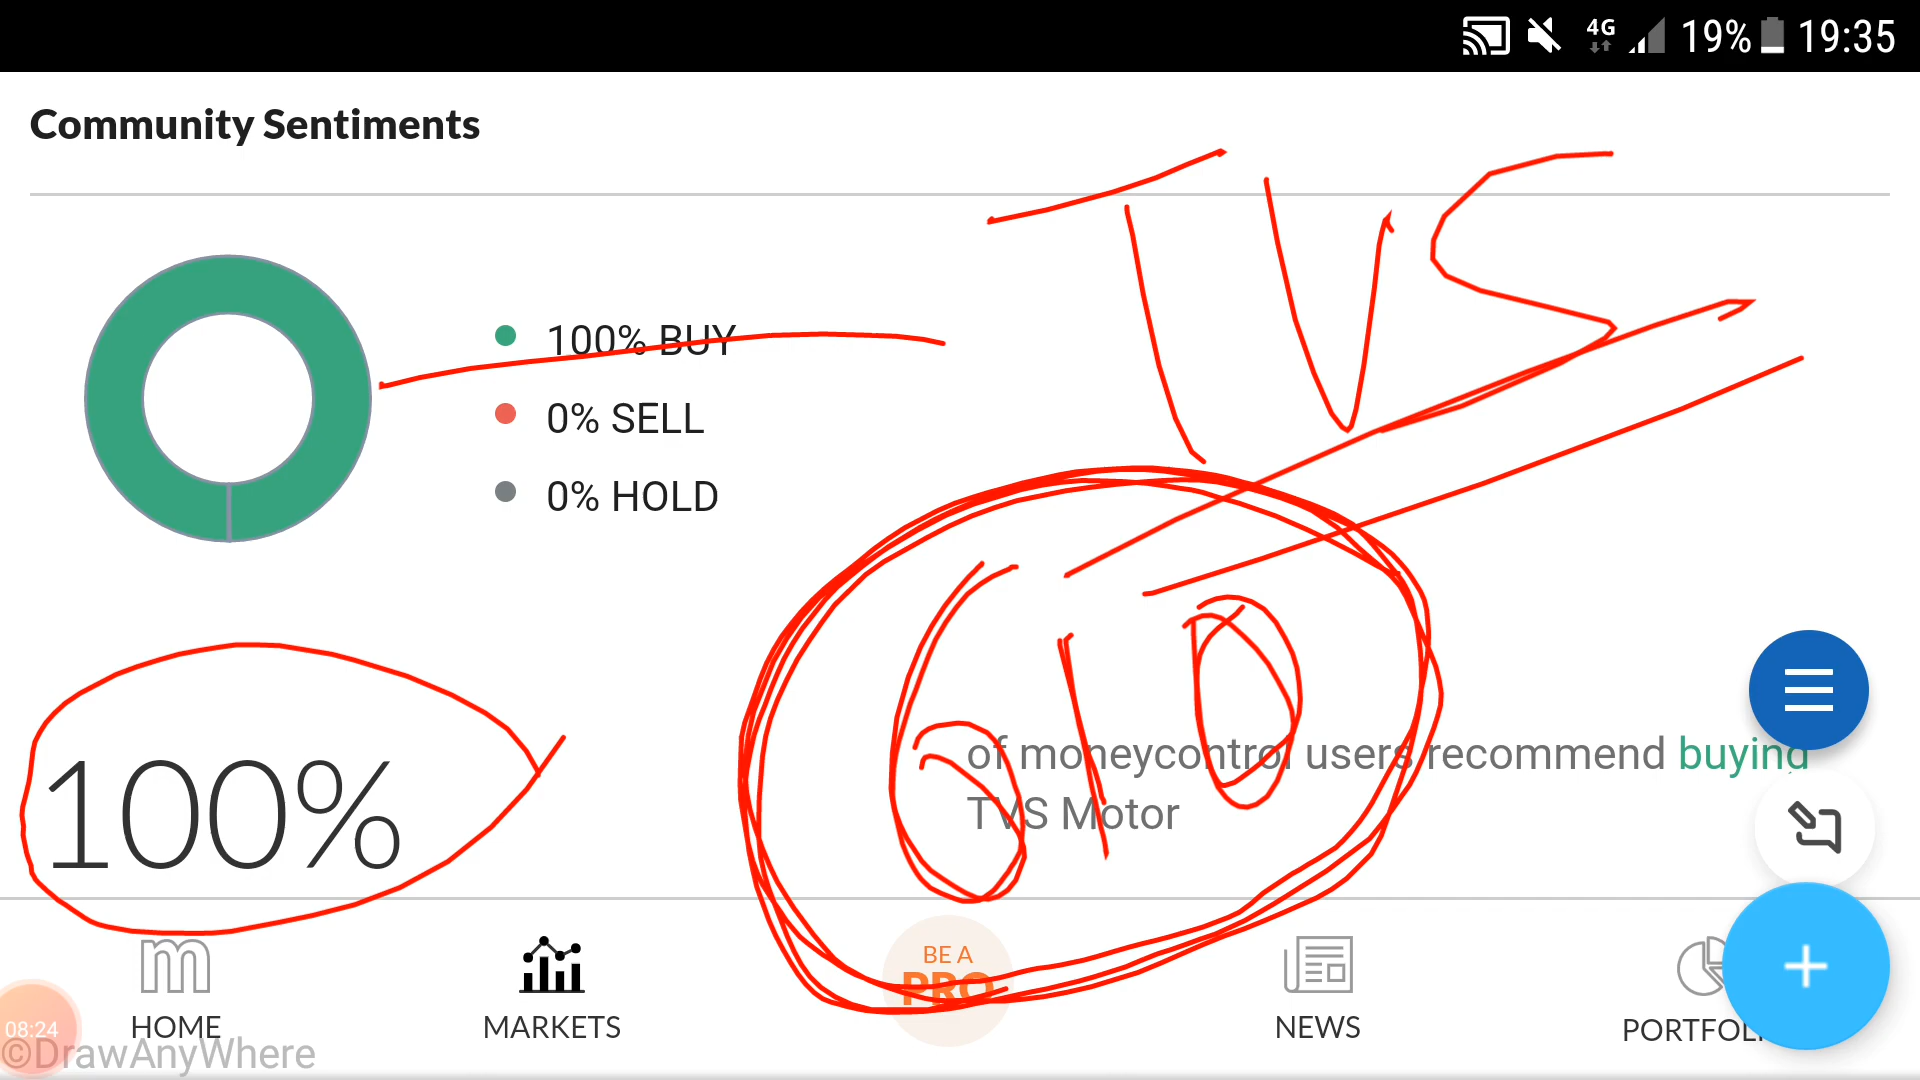 4G 19% 19:35
Community Sentiments
TVS
100% BUY
0% SELL
0% HOLD
610
100%
of moneycontrol users recommend buying
TVS Motor
BE A
PRO
HOME
MARKETS
NEWS
08:24
©DrawAnyWhere